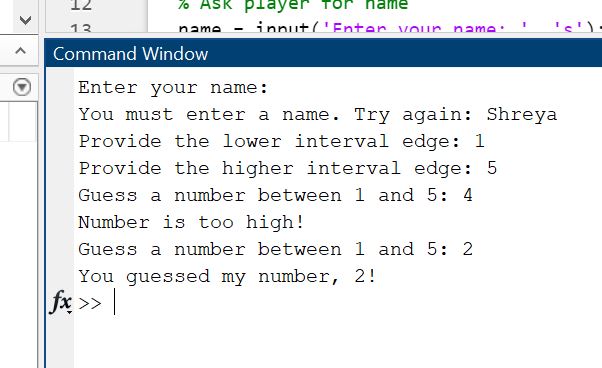 12
% Ask player for name
13
name = input('Enter your name: ', 's');
Command Window
Enter your name:
You must enter a name. Try again: Shreya
Provide the lower interval edge: 1
Provide the higher interval edge: 5
Guess a number between 1 and 5: 4
Number is too high!
Guess a number between 1 and 5: 2
You guessed my number, 2!
fx >>